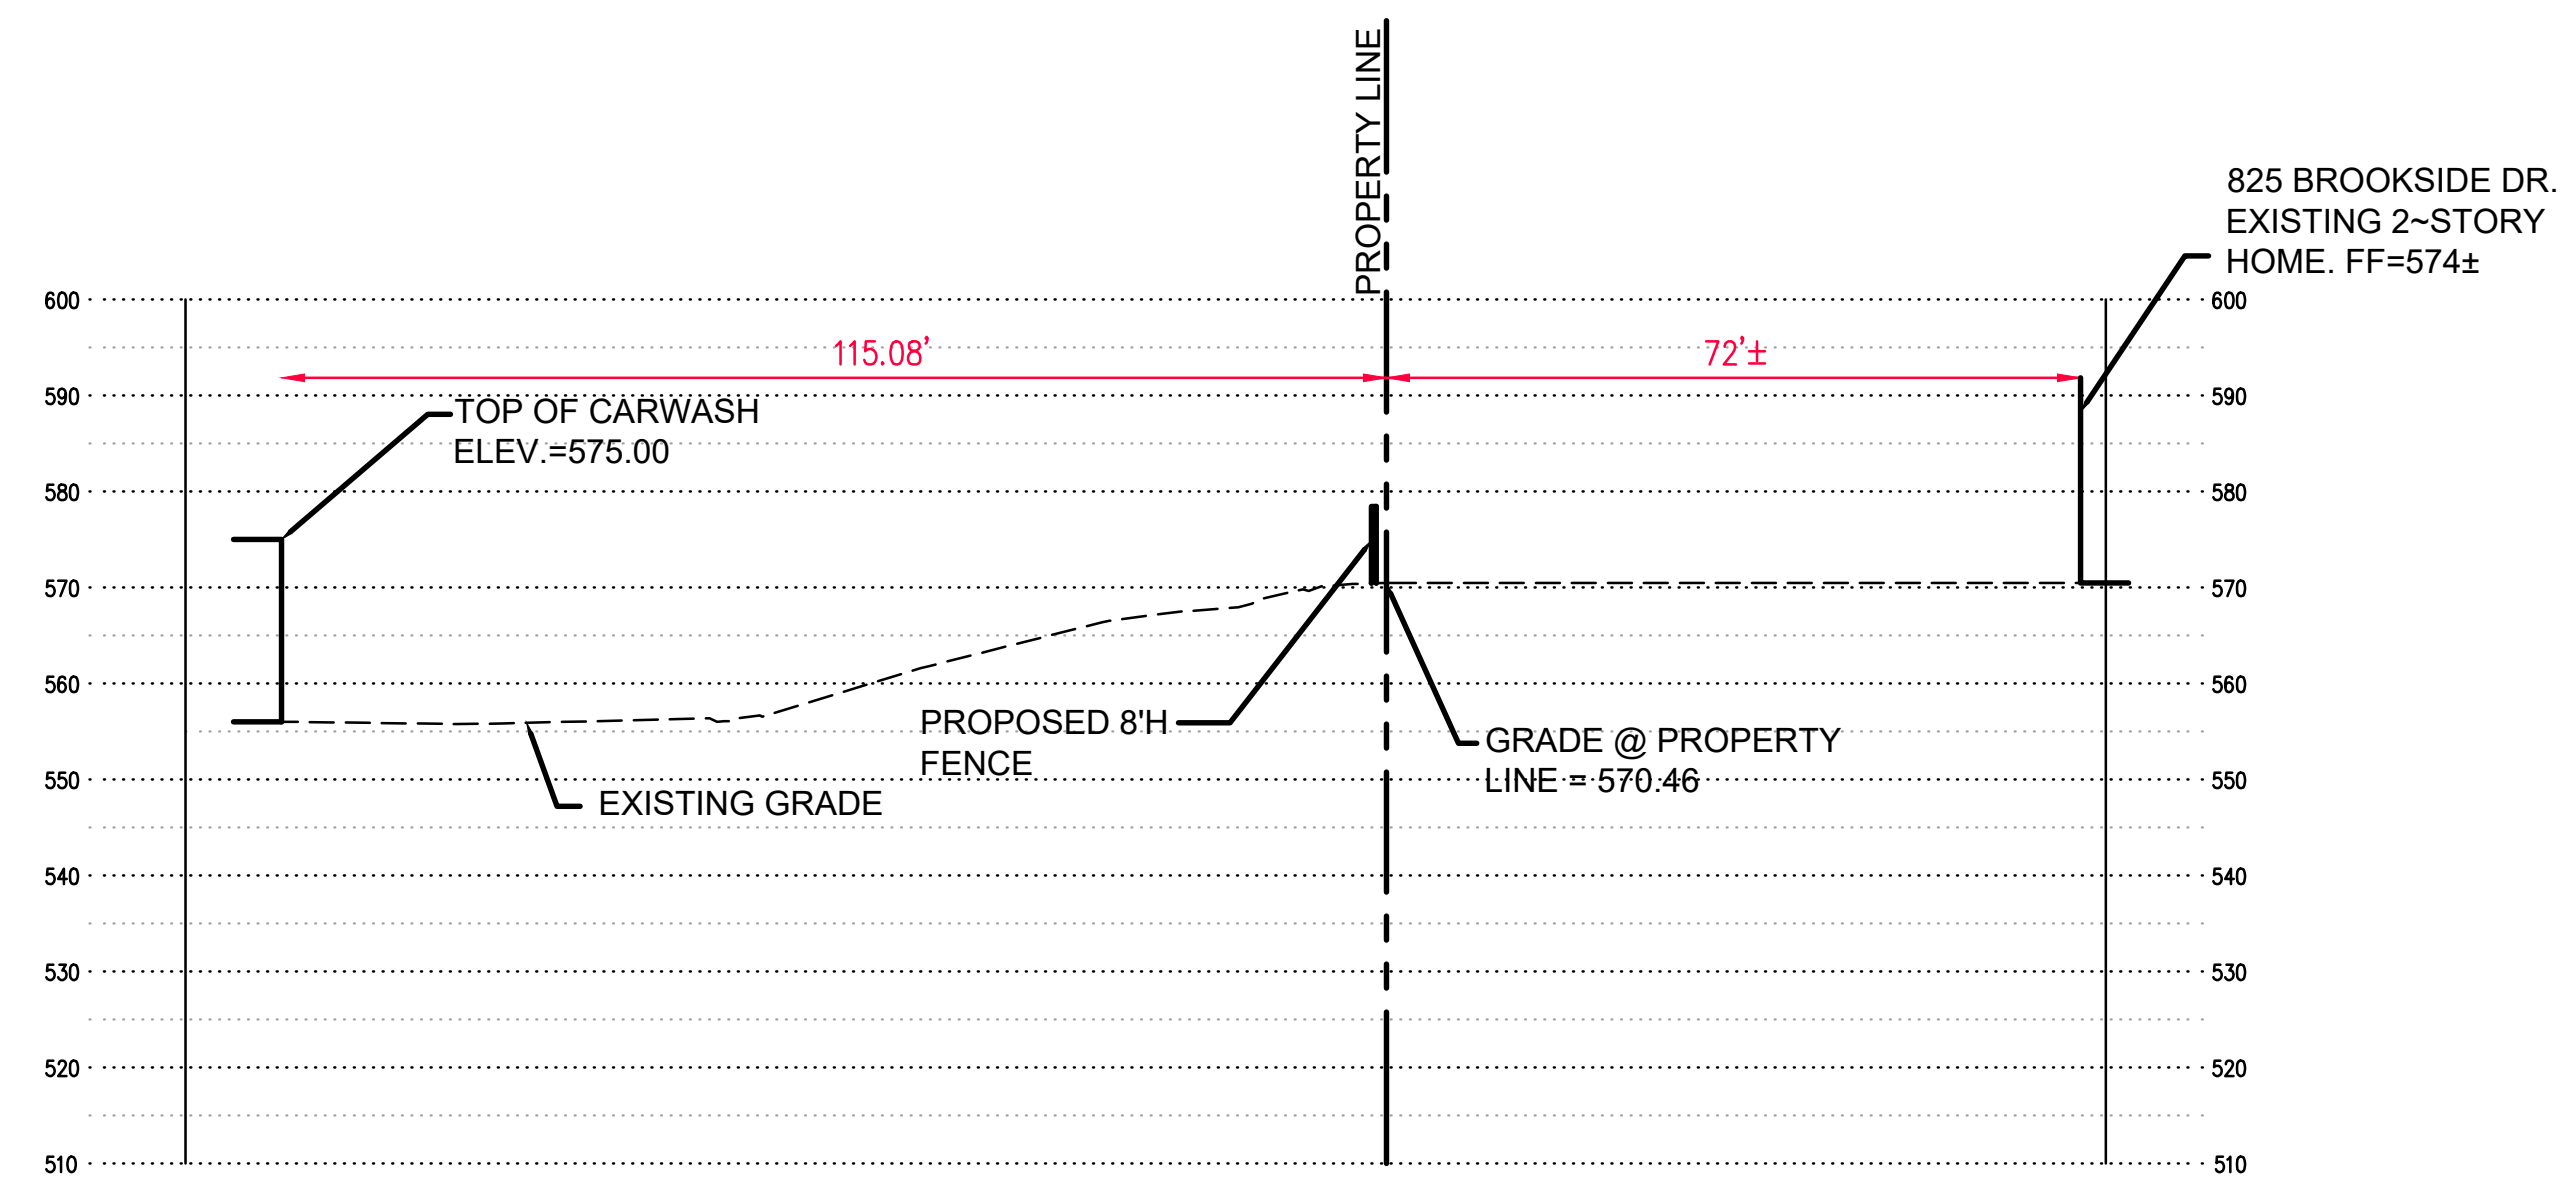 PROPERTY LINE
825 BROOKSIDE DR.
EXISTING 2~STORY
HOME. FF=574±
600
600
115.08'
72'±
590
590
TOP OF CARWASH
ELEV.=575.00
580
580
570
570
560
560
PROPOSED 8'H
FENCE
GRADE @ PROPERTY
LINE = 570.46
550
550
EXISTING GRADE
540
540
530
530
520
520
510
510